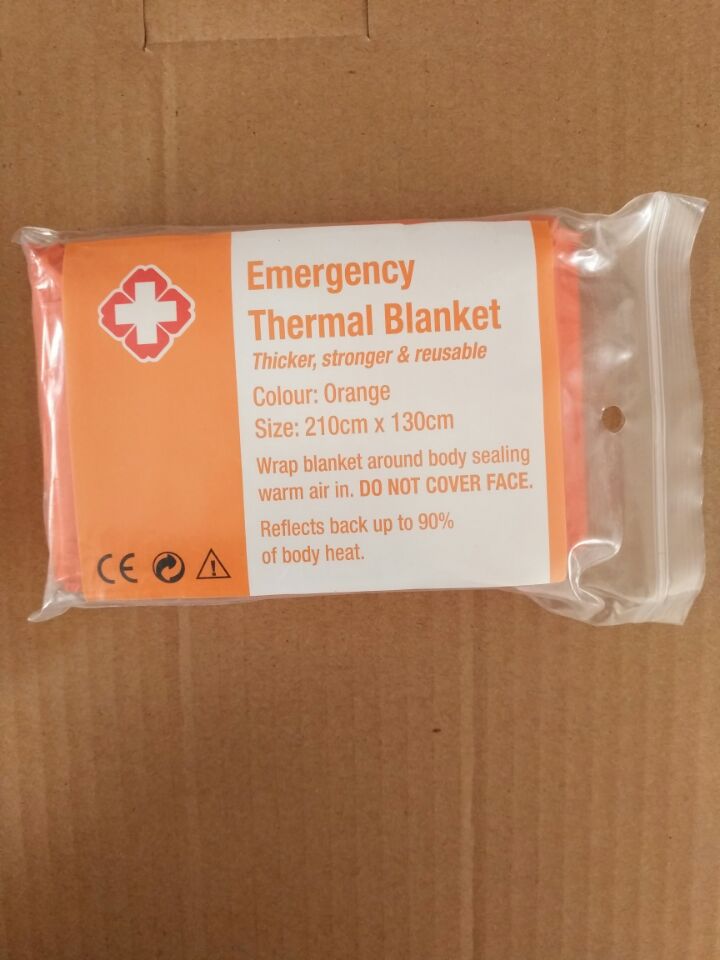 Emergency
Thermal Blanket
Thicker, stronger & reusable
Colour: Orange
Size: 210cm x 130cm
Wrap blanket around body sealing
warm air in. DO NOT COVER FACE.
Reflects back up to 90%
of body heat.
CE